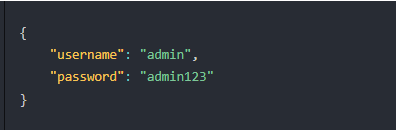 {
    "username": "admin",
    "password": "admin123"
}